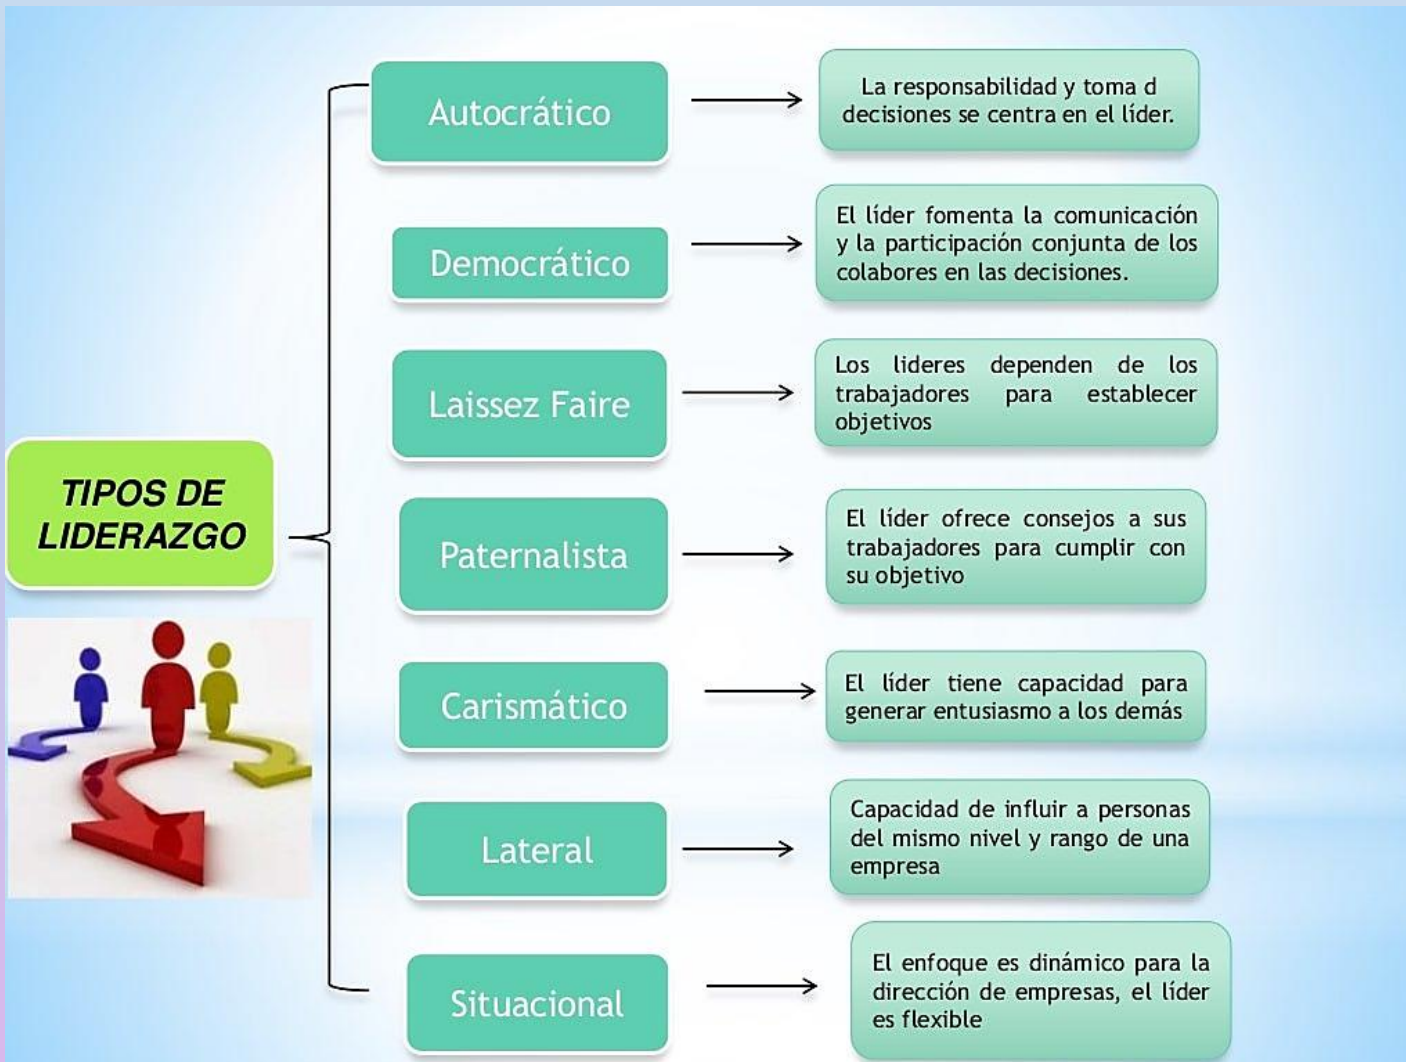 TIPOS DE
LIDERAZGO
Autocrático
La responsabilidad y toma d
decisiones se centra en el líder.
Democrático
El líder fomenta la comunicación
y la participación conjunta de los
colabores en las decisiones.
Laissez Faire
Los lideres dependen de los
trabajadores para establecer
objetivos
Paternalista
El líder ofrece consejos a sus
trabajadores para cumplir con
su objetivo
Carismático
El líder tiene capacidad para
generar entusiasmo a los demás
Lateral
Capacidad de influir a personas
del mismo nivel y rango de una
empresa
Situacional
El enfoque es dinámico para la
dirección de empresas, el líder
es flexible